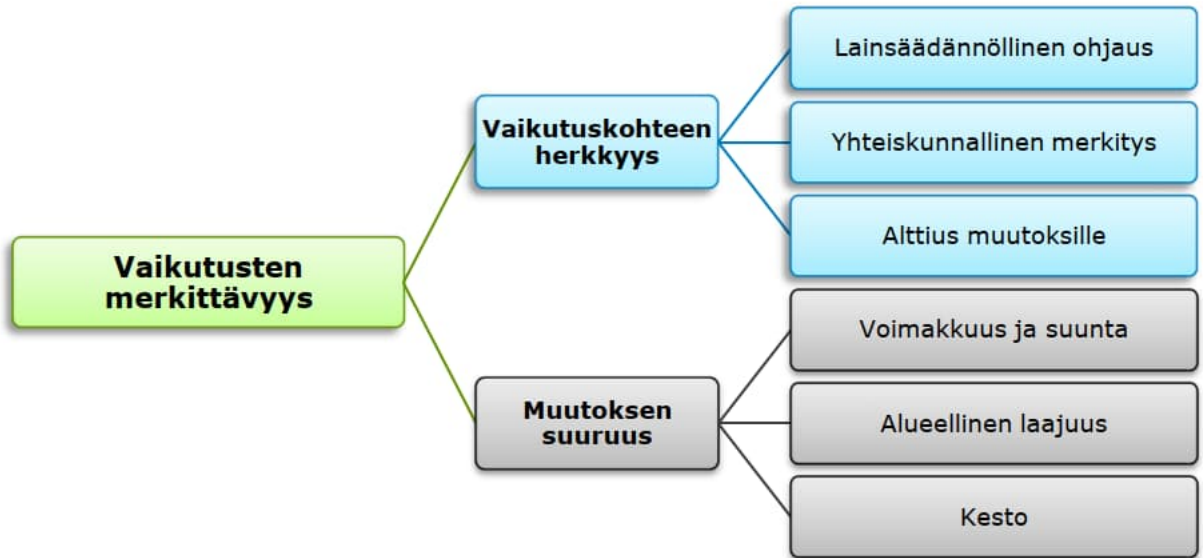 Vaikutusten
merkittävyys
Vaikutuskohteen
herkkyys
Lainsäädännöllinen ohjaus
Yhteiskunnallinen merkitys
Alttius muutoksille
Muutoksen
suuruus
Voimakkuus ja suunta
Alueellinen laajuus
Kesto